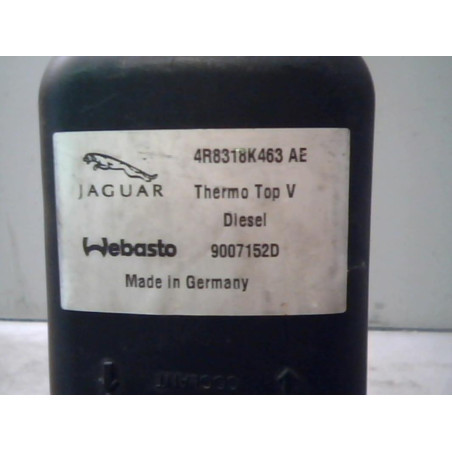 4R8318K463 AE
JAGUAR Thermo Top V
Diesel
Webasto 9007152D
Made in Germany